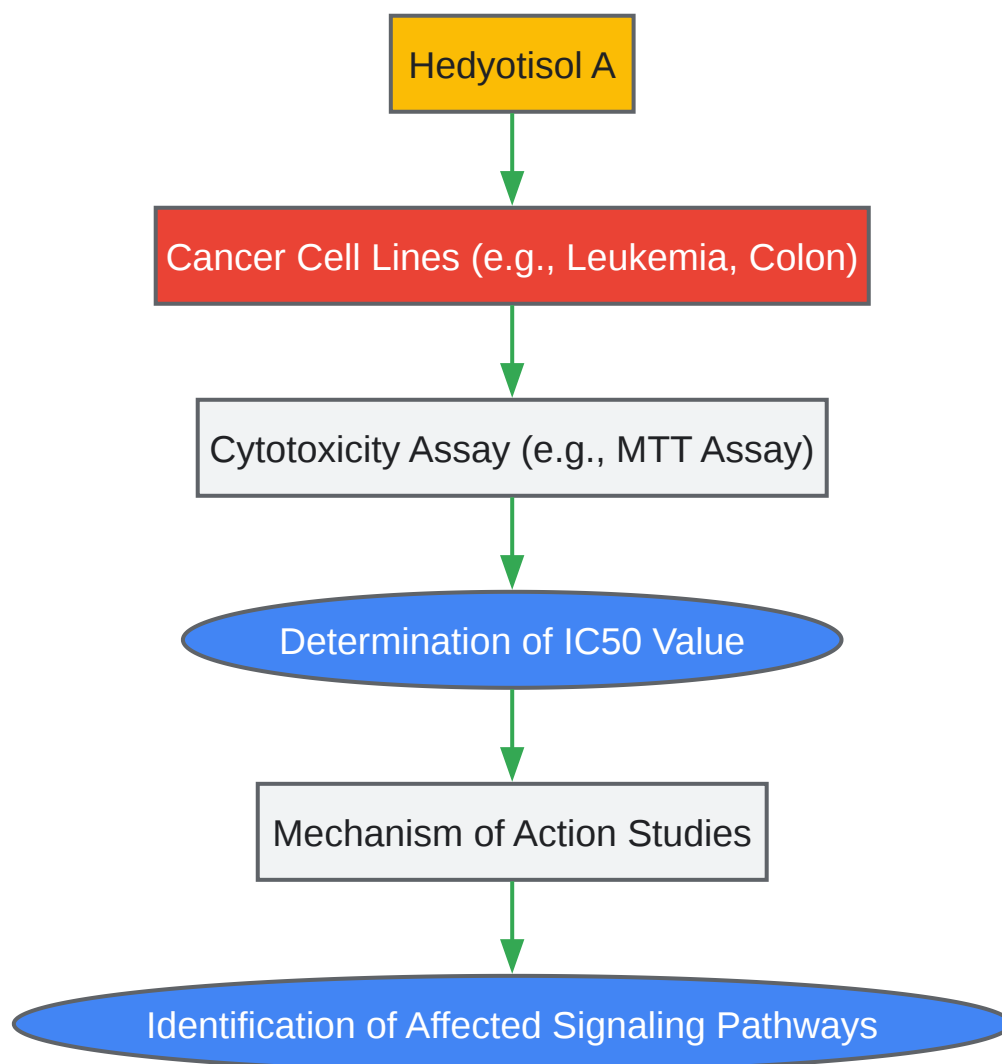 Hedyotisol A
Cancer Cell Lines (e.g., Leukemia, Colon)
Cytotoxicity Assay (e.g., MTT Assay)
Determination of IC50 Value
Mechanism of Action Studies
Identification of Affected Signaling Pathways